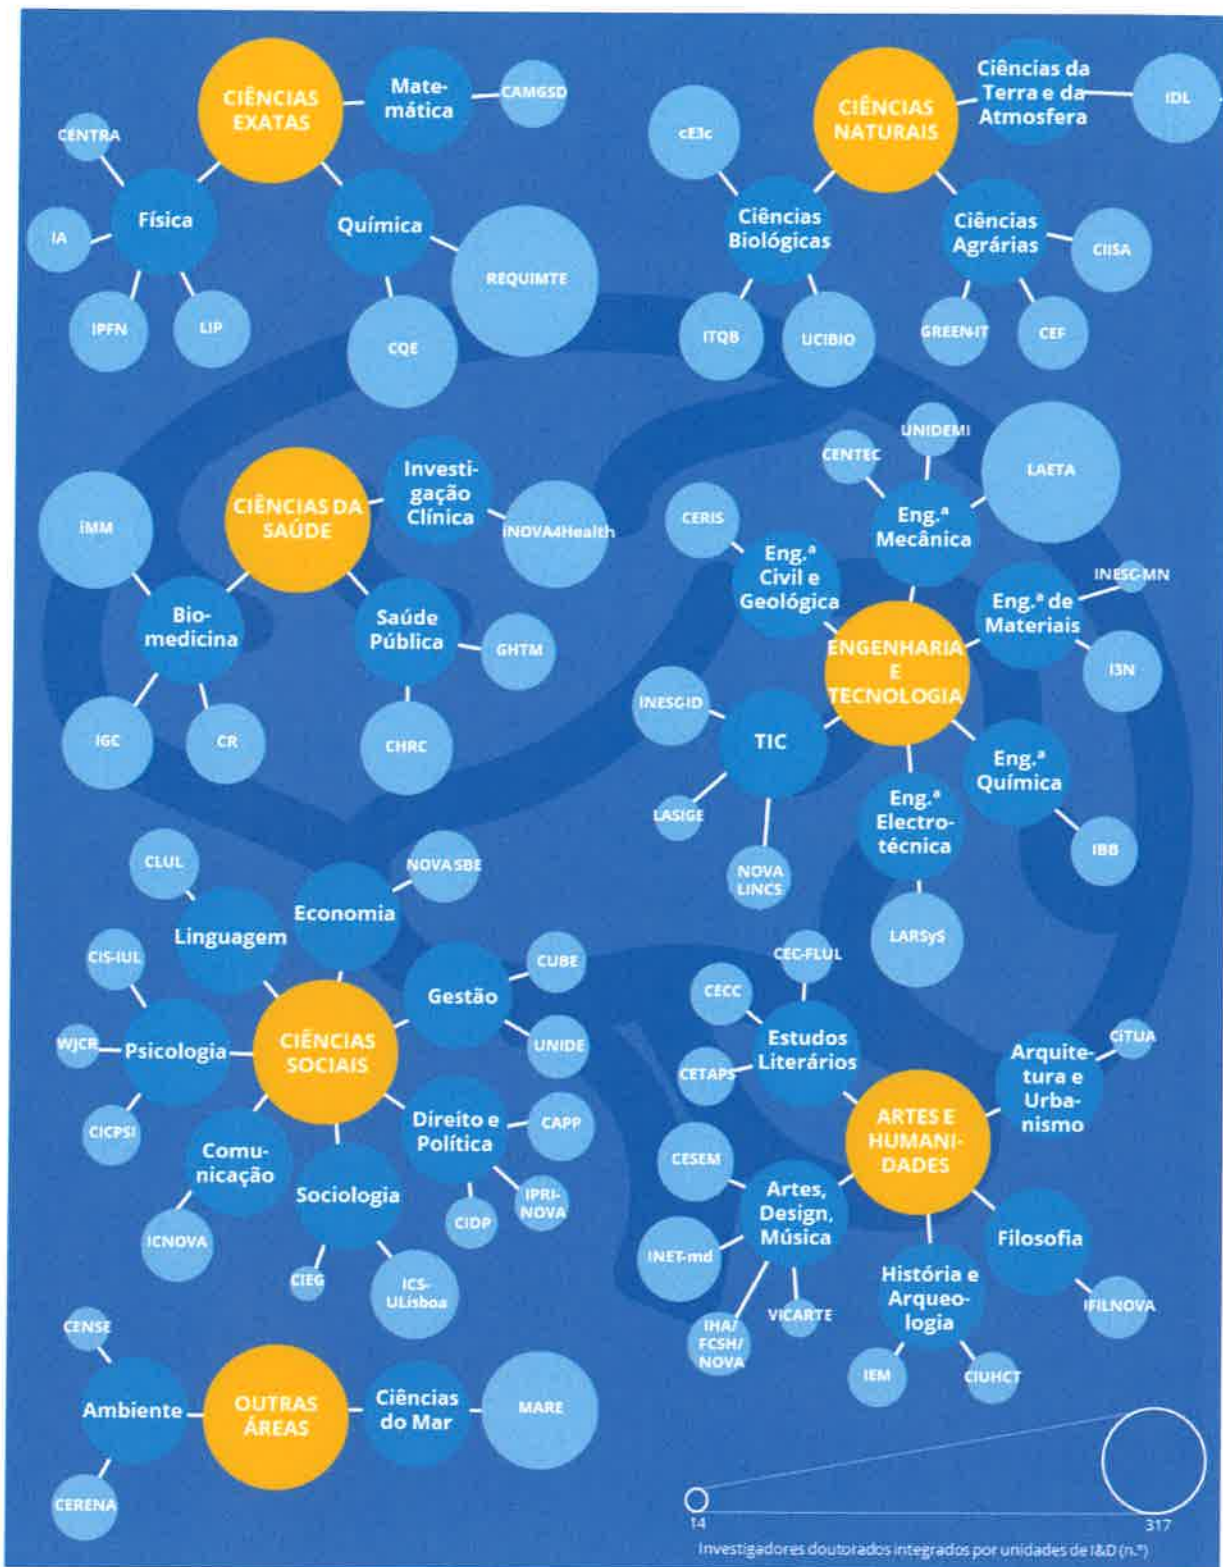 CIÊNCIAS
EXATAS
Mate-
mática
CAMGSD
CENTRA
Física
IA
IPFN
LIP
Química
REQUIMTE
CQE
CIÊNCIAS
NATURAIS
Ciências da
Terra e da
Atmosfera
IDL
cE3c
Ciências
Biológicas
ITQB
UCIBIO
Ciências
Agrárias
CIISA
GREEN-IT
CEF
CIÊNCIAS DA
SAÚDE
Investi-
gação
Clínica
iNOVA4Health
iMM
Bio-
medicina
IGC
CR
Saúde
Pública
GHTM
CHRC
UNIDEMI
CENTEC
LAETA
Eng.ª
Mecânica
CERIS
Eng.ª
Civil e
Geológica
INESC-MN
Eng.ª de
Materiais
I3N
ENGENHARIA
E
TECNOLOGIA
INESC-ID
TIC
LASIGE
NOVA
LINCS
Eng.ª
Química
IBB
Eng.ª
Electro-
técnica
LARSyS
CLUL
Linguagem
NOVA SBE
Economia
CIS-IUL
WJCR
Psicologia
CICPSI
CIÊNCIAS
SOCIAIS
Gestão
CUBE
UNIDE
Direito e
Política
CAPP
IPRI-
NOVA
CIDP
Comu-
nicação
ICNOVA
Sociologia
CIEG
ICS-
ULisboa
CEC-FLUL
CECC
CETAPS
Estudos
Literários
Arquite-
tura e
Urba-
nismo
CiTUA
ARTES E
HUMANI-
DADES
CESEM
Artes,
Design,
Música
INET-md
IHA/
FCSH/
NOVA
VICARTE
Filosofia
IFILNOVA
História e
Arqueo-
logia
IEM
CIUHCT
CENSE
Ambiente
CERENA
OUTRAS
ÁREAS
Ciências
do Mar
MARE
14
317
Investigadores doutorados integrados por unidades de I&D (n.º)